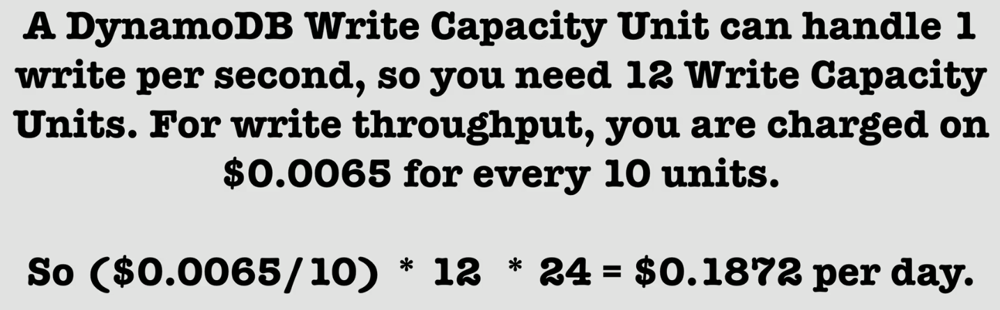 A DynamoDB Write Capacity Unit can handle 1
write per second, so you need 12 Write Capacity
Units. For write throughput, you are charged on
$0.0065 for every 10 units.
So ($0.0065/10) * 12 * 24 = $0.1872 per day.